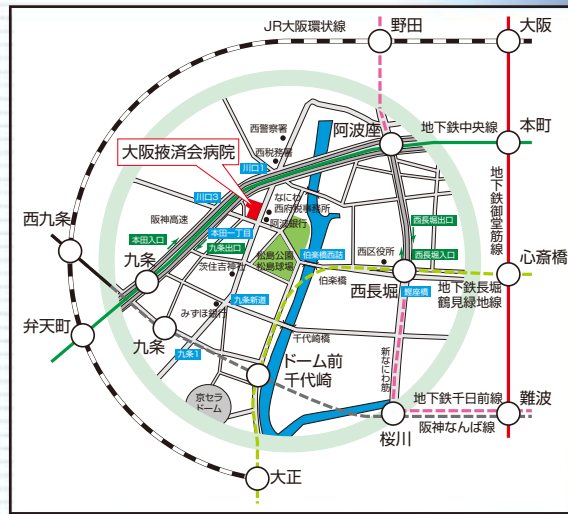 JR大阪環状線
野田
大阪
西警察署
西税務署
阿波座
地下鉄中央線
本町
大阪掖済会病院
川口1
川口3
なにわ
西府税事務所
阿波銀行
地下鉄御堂筋線
阪神高速
本田一丁目
西長堀出口
西九条
本田入口
九条出口
松島公園
松島球場
伯楽橋西詰
西区役所
西長堀入口
茨住吉神社
心斎橋
九条
伯楽橋
西長堀
地下鉄長堀
鶴見緑地線
九条新道
鰹座橋
みずほ銀行
弁天町
九条
千代崎橋
新なにわ筋
九条1
ドーム前
千代崎
京セラ
ドーム
地下鉄千日前線
難波
桜川
阪神なんば線
大正